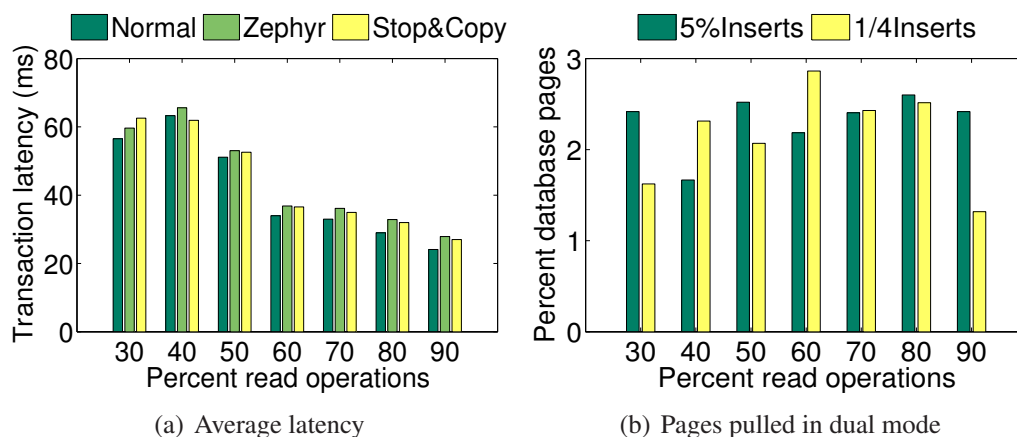 Normal Zephyr Stop&Copy
Transaction latency (ms)
80
60
40
20
0
30 40 50 60 70 80 90
Percent read operations
(a) Average latency
5%Inserts 1/4Inserts
Percent database pages
3
2
1
0
30 40 50 60 70 80 90
Percent read operations
(b) Pages pulled in dual mode